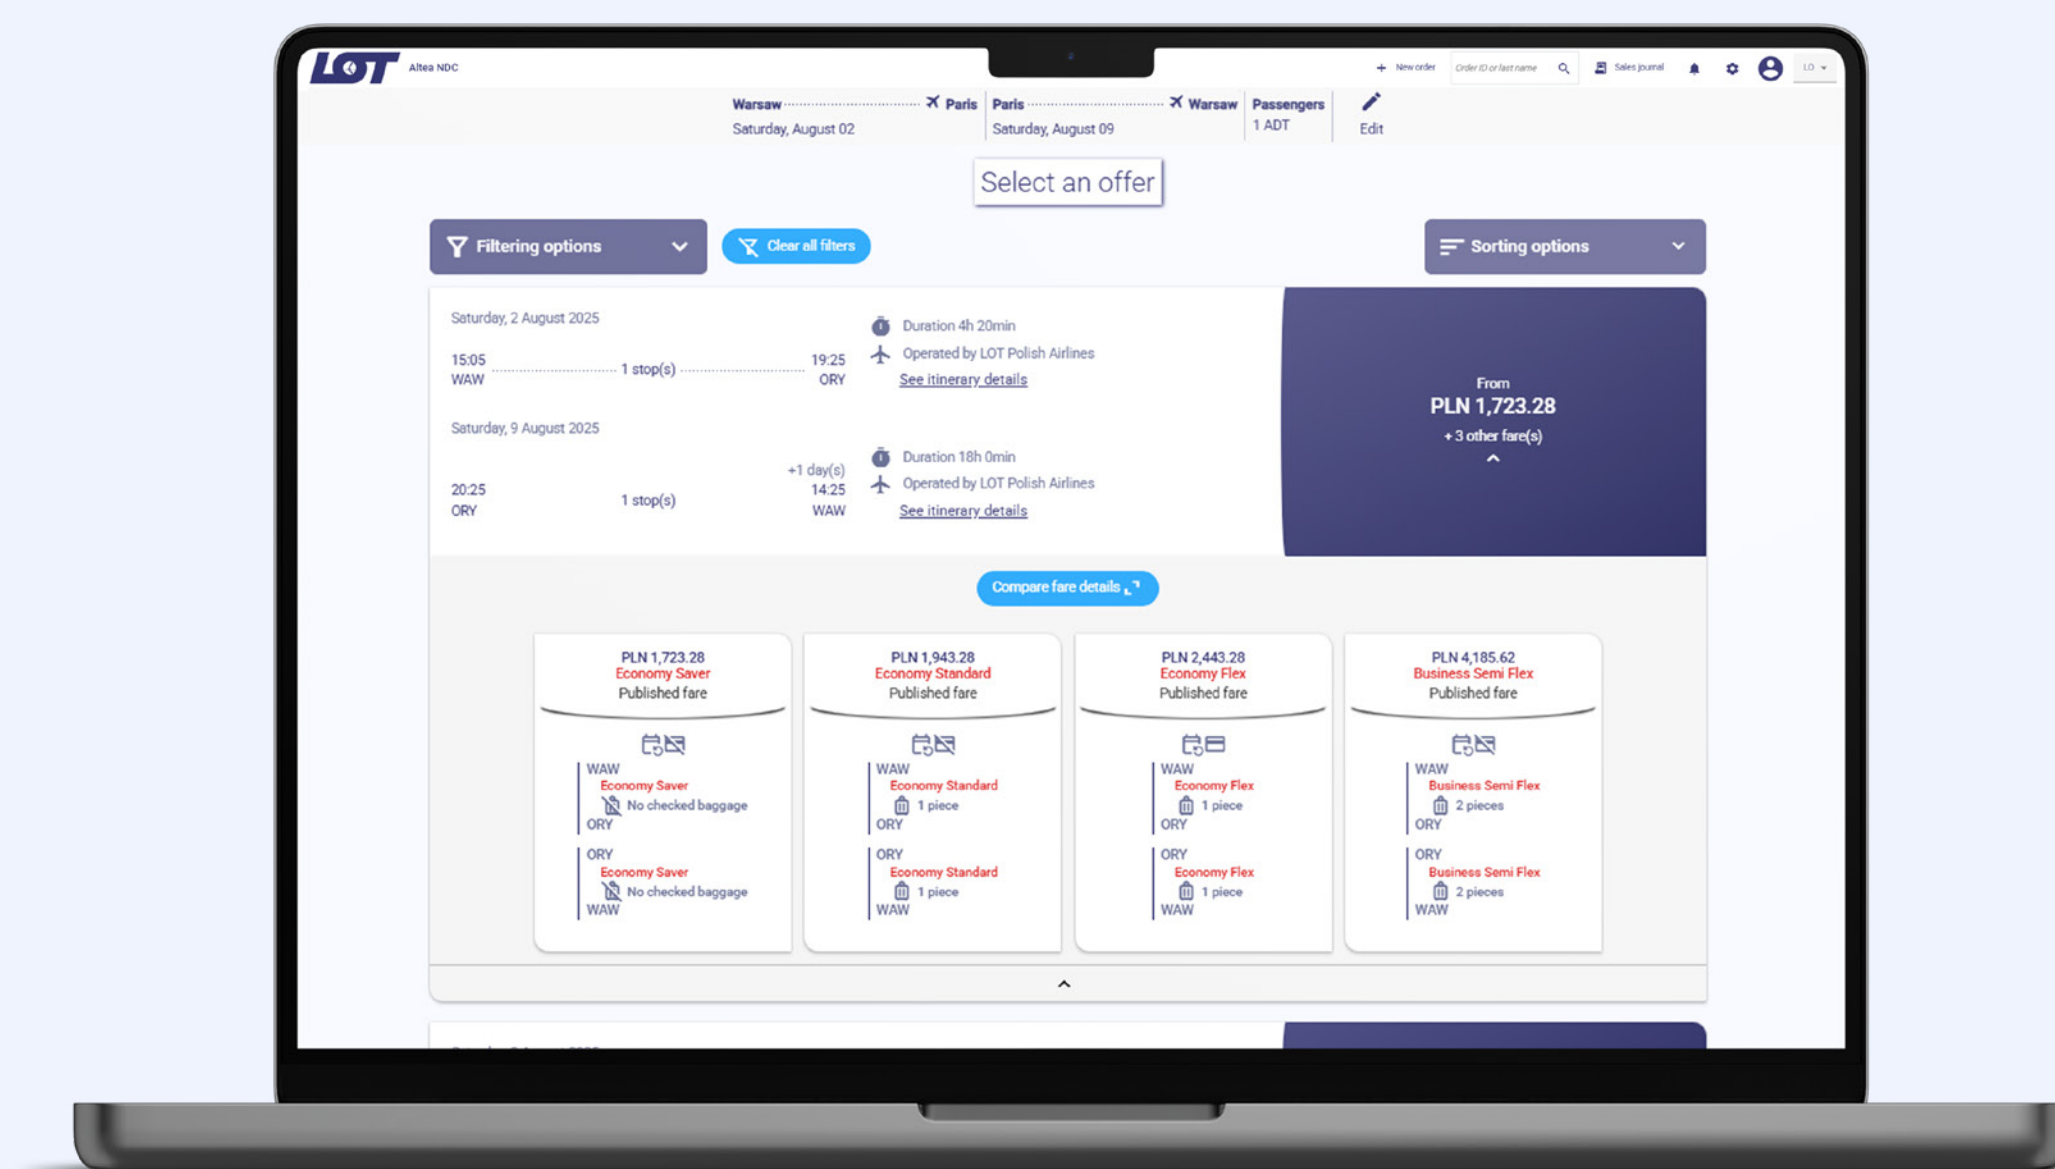 LOT Altea NDC
+ New order Order ID or last name Sales journal LO
Warsaw Paris Paris Warsaw Passengers
Saturday, August 02 Saturday, August 09 1 ADT Edit
Select an offer
Filtering options Clear all filters Sorting options
Saturday, 2 August 2025
15:05 1 stop(s) 19:25
WAW ORY
Duration 4h 20min
Operated by LOT Polish Airlines
See itinerary details
Saturday, 9 August 2025
+1 day(s)
20:25 1 stop(s) 14:25
ORY WAW
Duration 18h 0min
Operated by LOT Polish Airlines
See itinerary details
From
PLN 1,723.28
+ 3 other fare(s)
Compare fare details
PLN 1,723.28
Economy Saver
Published fare
WAW
Economy Saver
No checked baggage
ORY
ORY
Economy Saver
No checked baggage
WAW
PLN 1,943.28
Economy Standard
Published fare
WAW
Economy Standard
1 piece
ORY
ORY
Economy Standard
1 piece
WAW
PLN 2,443.28
Economy Flex
Published fare
WAW
Economy Flex
1 piece
ORY
ORY
Economy Flex
1 piece
WAW
PLN 4,185.62
Business Semi Flex
Published fare
WAW
Business Semi Flex
2 pieces
ORY
ORY
Business Semi Flex
2 pieces
WAW